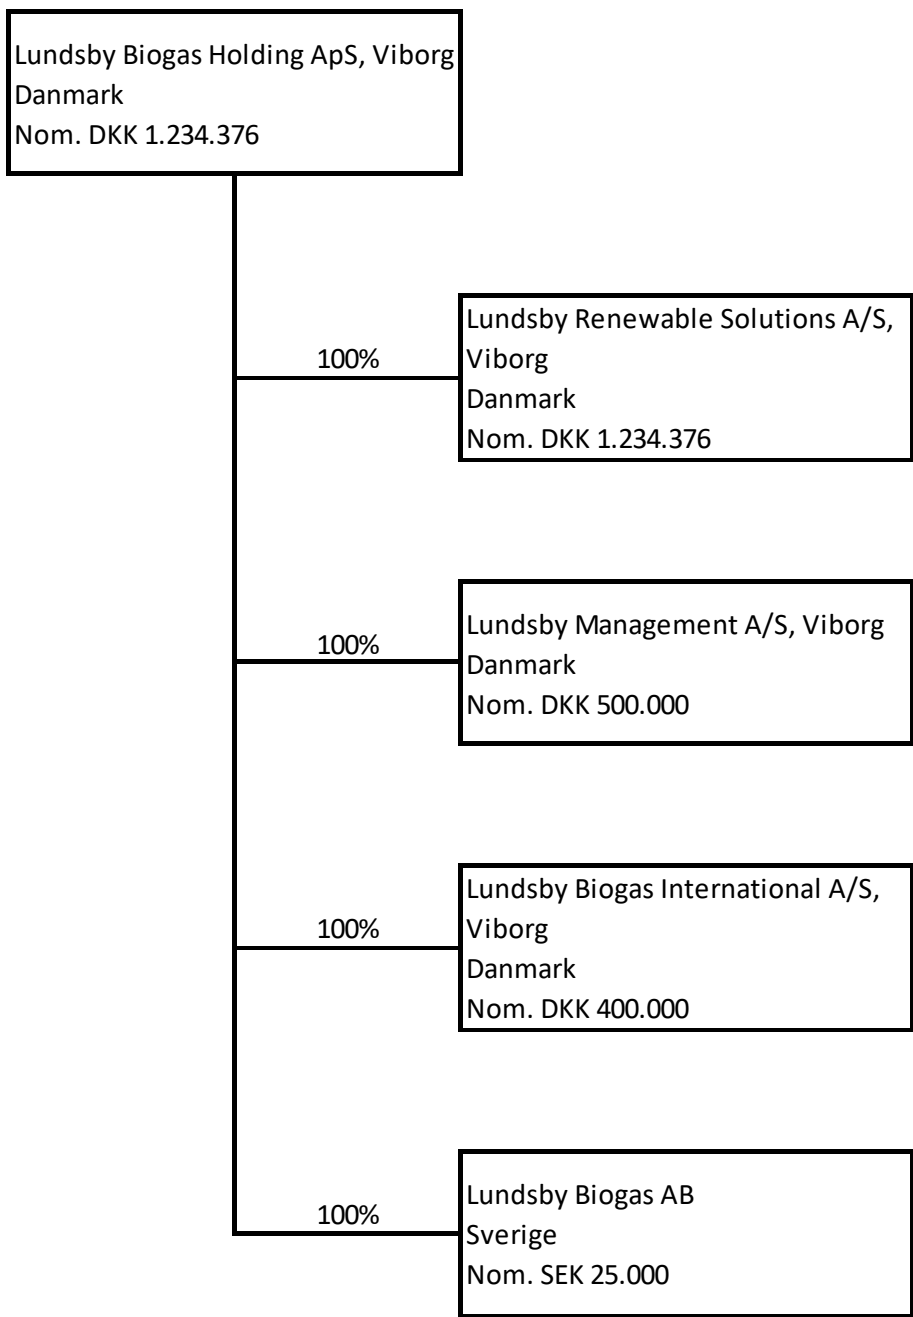 Lundsby Biogas Holding ApS, Viborg
Danmark
Nom. DKK 1.234.376
100%
Lundsby Renewable Solutions A/S,
Viborg
Danmark
Nom. DKK 1.234.376
100%
Lundsby Management A/S, Viborg
Danmark
Nom. DKK 500.000
100%
Lundsby Biogas International A/S,
Viborg
Danmark
Nom. DKK 400.000
100%
Lundsby Biogas AB
Sverige
Nom. SEK 25.000